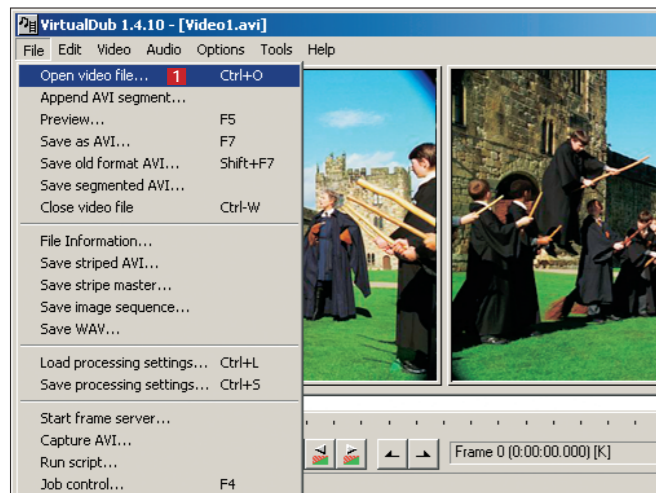 VirtualDub 1.4.10 - [Video1.avi]
File Edit Video Audio Options Tools Help
Open video file... 1 Ctrl+O
Append AVI segment...
Preview... F5
Save as AVI... F7
Save old format AVI... Shift+F7
Save segmented AVI...
Close video file Ctrl-W
File Information...
Save striped AVI...
Save stripe master...
Save image sequence...
Save WAV...
Load processing settings... Ctrl+L
Save processing settings... Ctrl+S
Start frame server...
Capture AVI...
Run script...
Job control... F4
Frame 0 (0:00:00.000) [K]